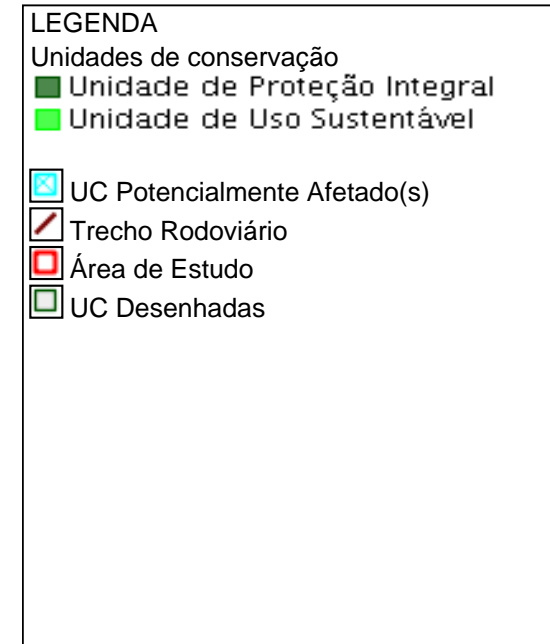 LEGENDA
Unidades de conservação
Unidade de Proteção Integral
Unidade de Uso Sustentável
UC Potencialmente Afetado(s)
Trecho Rodoviário
Área de Estudo
UC Desenhadas